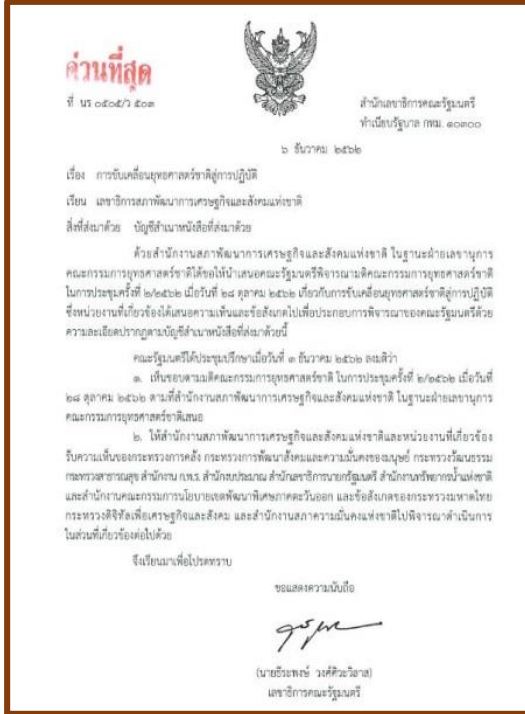 ด่วนที่สุด
ที่ นร ๐๕๐๕/ว ๕๐๓
สำนักเลขาธิการคณะรัฐมนตรี
ทำเนียบรัฐบาล กทม. ๑๐๓๐๐
๖ ธันวาคม ๒๕๖๒
เรื่อง การขับเคลื่อนยุทธศาสตร์ชาติสู่การปฏิบัติ
เรียน เลขาธิการสภาพัฒนาการเศรษฐกิจและสังคมแห่งชาติ
สิ่งที่ส่งมาด้วย บัญชีสำเนาหนังสือที่ส่งมาด้วย
ด้วยสำนักงานสภาพัฒนาการเศรษฐกิจและสังคมแห่งชาติ ในฐานะฝ่ายเลขานุการ
คณะกรรมการยุทธศาสตร์ชาติได้ขอให้นำเสนอคณะรัฐมนตรีพิจารณามติคณะกรรมการยุทธศาสตร์ชาติ
ในการประชุมครั้งที่ ๒/๒๕๖๒ เมื่อวันที่ ๒๘ ตุลาคม ๒๕๖๒ เกี่ยวกับการขับเคลื่อนยุทธศาสตร์ชาติสู่การปฏิบัติ
ซึ่งหน่วยงานที่เกี่ยวข้องได้เสนอความเห็นและข้อสังเกตไปเพื่อประกอบการพิจารณาของคณะรัฐมนตรีด้วย
ความละเอียดปรากฏตามบัญชีสำเนาหนังสือที่ส่งมาด้วยนี้
คณะรัฐมนตรีได้ประชุมปรึกษาเมื่อวันที่ ๓ ธันวาคม ๒๕๖๒ ลงมติว่า
๑. เห็นชอบตามมติคณะกรรมการยุทธศาสตร์ชาติ ในการประชุมครั้งที่ ๒/๒๕๖๒ เมื่อวันที่
๒๘ ตุลาคม ๒๕๖๒ ตามที่สำนักงานสภาพัฒนาการเศรษฐกิจและสังคมแห่งชาติ ในฐานะฝ่ายเลขานุการ
คณะกรรมการยุทธศาสตร์ชาติเสนอ
๒. ให้สำนักงานสภาพัฒนาการเศรษฐกิจและสังคมแห่งชาติและหน่วยงานที่เกี่ยวข้อง
รับความเห็นของกระทรวงการคลัง กระทรวงการพัฒนาสังคมและความมั่นคงของมนุษย์ กระทรวงวัฒนธรรม
กระทรวงสาธารณสุข สำนักงาน ก.พ.ร. สำนักงบประมาณ สำนักเลขาธิการนายกรัฐมนตรี สำนักงานทรัพยากรน้ำแห่งชาติ
และสำนักงานคณะกรรมการนโยบายเขตพัฒนาพิเศษภาคตะวันออก และข้อสังเกตของกระทรวงมหาดไทย
กระทรวงดิจิทัลเพื่อเศรษฐกิจและสังคม และสำนักงานสภาความมั่นคงแห่งชาติไปพิจารณาดำเนินการ
ในส่วนที่เกี่ยวข้องต่อไปด้วย
จึงเรียนมาเพื่อโปรดทราบ
ขอแสดงความนับถือ
(นายธีระพงษ์ วงศ์ศิวะวิลาส)
เลขาธิการคณะรัฐมนตรี